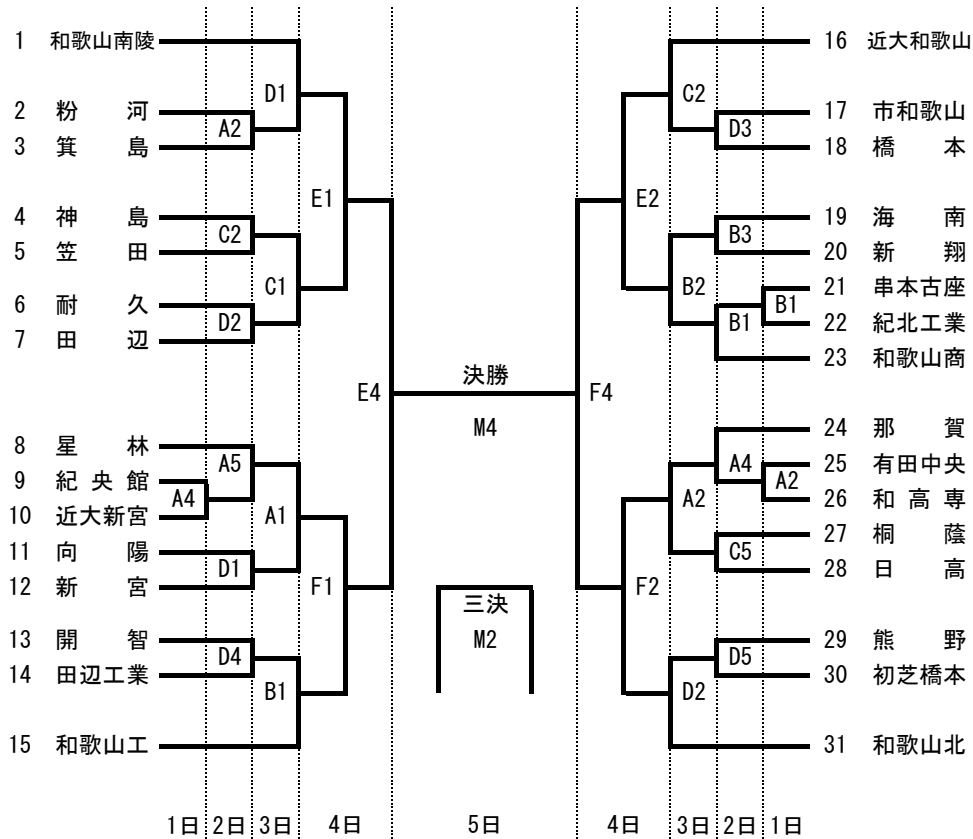 1 和歌山南陵
D1
2 粉河
A2
3 箕島
E1
4 神島
C2
5 笠田
C1
6 耐久
D2
7 田辺
E4
8 星林
A5
9 紀央館
A4
10 近大新宮
A1
11 向陽
D1
12 新宮
F1
13 開智
D4
14 田辺工業
B1
15 和歌山工
決勝
M4
三決
M2
16 近大和歌山
C2
17 市和歌山
D3
18 橋本
E2
19 海南
B3
20 新翔
B2
21 串本古座
B1
22 紀北工業
B1
23 和歌山商
F4
24 那賀
A4
25 有田中央
A2
26 和高専
A2
27 桐蔭
C5
28 日高
F2
29 熊野
D5
30 初芝橋本
D2
31 和歌山北
1日 2日 3日 4日 5日 4日 3日 2日 1日